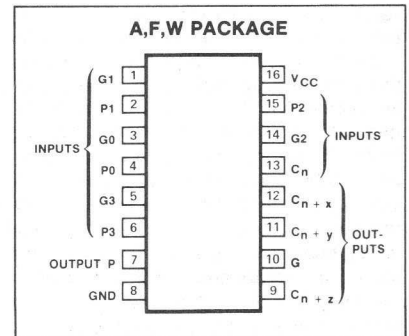 A,F,W PACKAGE
G1 1
P1 2
G0 3
P0 4
G3 5
P3 6
INPUTS
OUTPUT P 7
GND 8
16 VCC
15 P2
14 G2
13 Cn
INPUTS
12 Cn + x
11 Cn + y
10 G
9 Cn + z
OUT-
PUTS